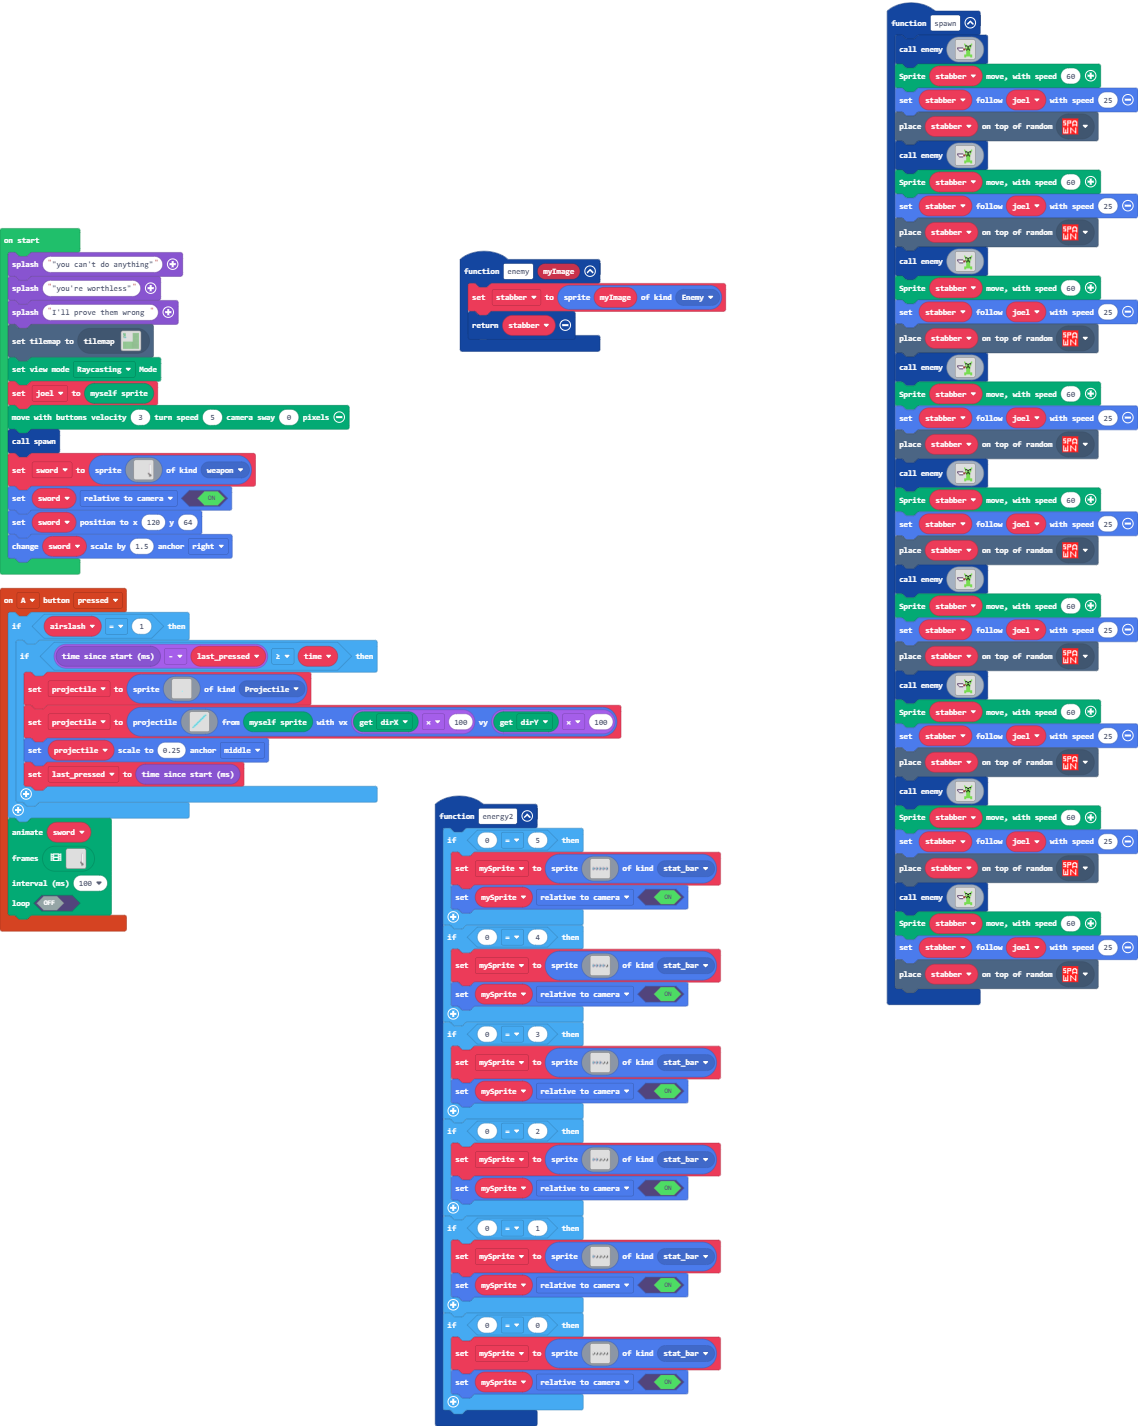 on start
splash "you can't do anything"
splash "you're worthless"
splash "I'll prove them wrong
set tilemap to tilemap
set view mode Raycasting Mode
set joel to myself sprite
move with buttons velocity 3 turn speed 5 camera sway 0 pixels
call spawn
set sword to sprite of kind weapon
set sword relative to camera ON
set sword position to x 120 y 64
change sword scale by 1.5 anchor right
on A button pressed
if airslash = 1 then
if time since start (ms) - last_pressed ≥ time then
set projectile to sprite of kind Projectile
set projectile to projectile from myself sprite with vx get dirX × 100 vy get dirY × 100
set projectile scale to 0.25 anchor middle
set last_pressed to time since start (ms)
animate sword
frames
interval (ms) 100
loop OFF
function enemy myImage
set stabber to sprite myImage of kind Enemy
return stabber
function energy2
if 0 = 5 then
set mySprite to sprite of kind stat_bar
set mySprite relative to camera ON
if 0 = 4 then
set mySprite to sprite of kind stat_bar
set mySprite relative to camera ON
if 0 = 3 then
set mySprite to sprite of kind stat_bar
set mySprite relative to camera ON
if 0 = 2 then
set mySprite to sprite of kind stat_bar
set mySprite relative to camera ON
if 0 = 1 then
set mySprite to sprite of kind stat_bar
set mySprite relative to camera ON
if 0 = 0 then
set mySprite to sprite of kind stat_bar
set mySprite relative to camera ON
function spawn
call enemy
Sprite stabber move, with speed 60
set stabber follow joel with speed 25
place stabber on top of random SPAWN
call enemy
Sprite stabber move, with speed 60
set stabber follow joel with speed 25
place stabber on top of random SPAWN
call enemy
Sprite stabber move, with speed 60
set stabber follow joel with speed 25
place stabber on top of random SPAWN
call enemy
Sprite stabber move, with speed 60
set stabber follow joel with speed 25
place stabber on top of random SPAWN
call enemy
Sprite stabber move, with speed 60
set stabber follow joel with speed 25
place stabber on top of random SPAWN
call enemy
Sprite stabber move, with speed 60
set stabber follow joel with speed 25
place stabber on top of random SPAWN
call enemy
Sprite stabber move, with speed 60
set stabber follow joel with speed 25
place stabber on top of random SPAWN
call enemy
Sprite stabber move, with speed 60
set stabber follow joel with speed 25
place stabber on top of random SPAWN
call enemy
Sprite stabber move, with speed 60
set stabber follow joel with speed 25
place stabber on top of random SPAWN